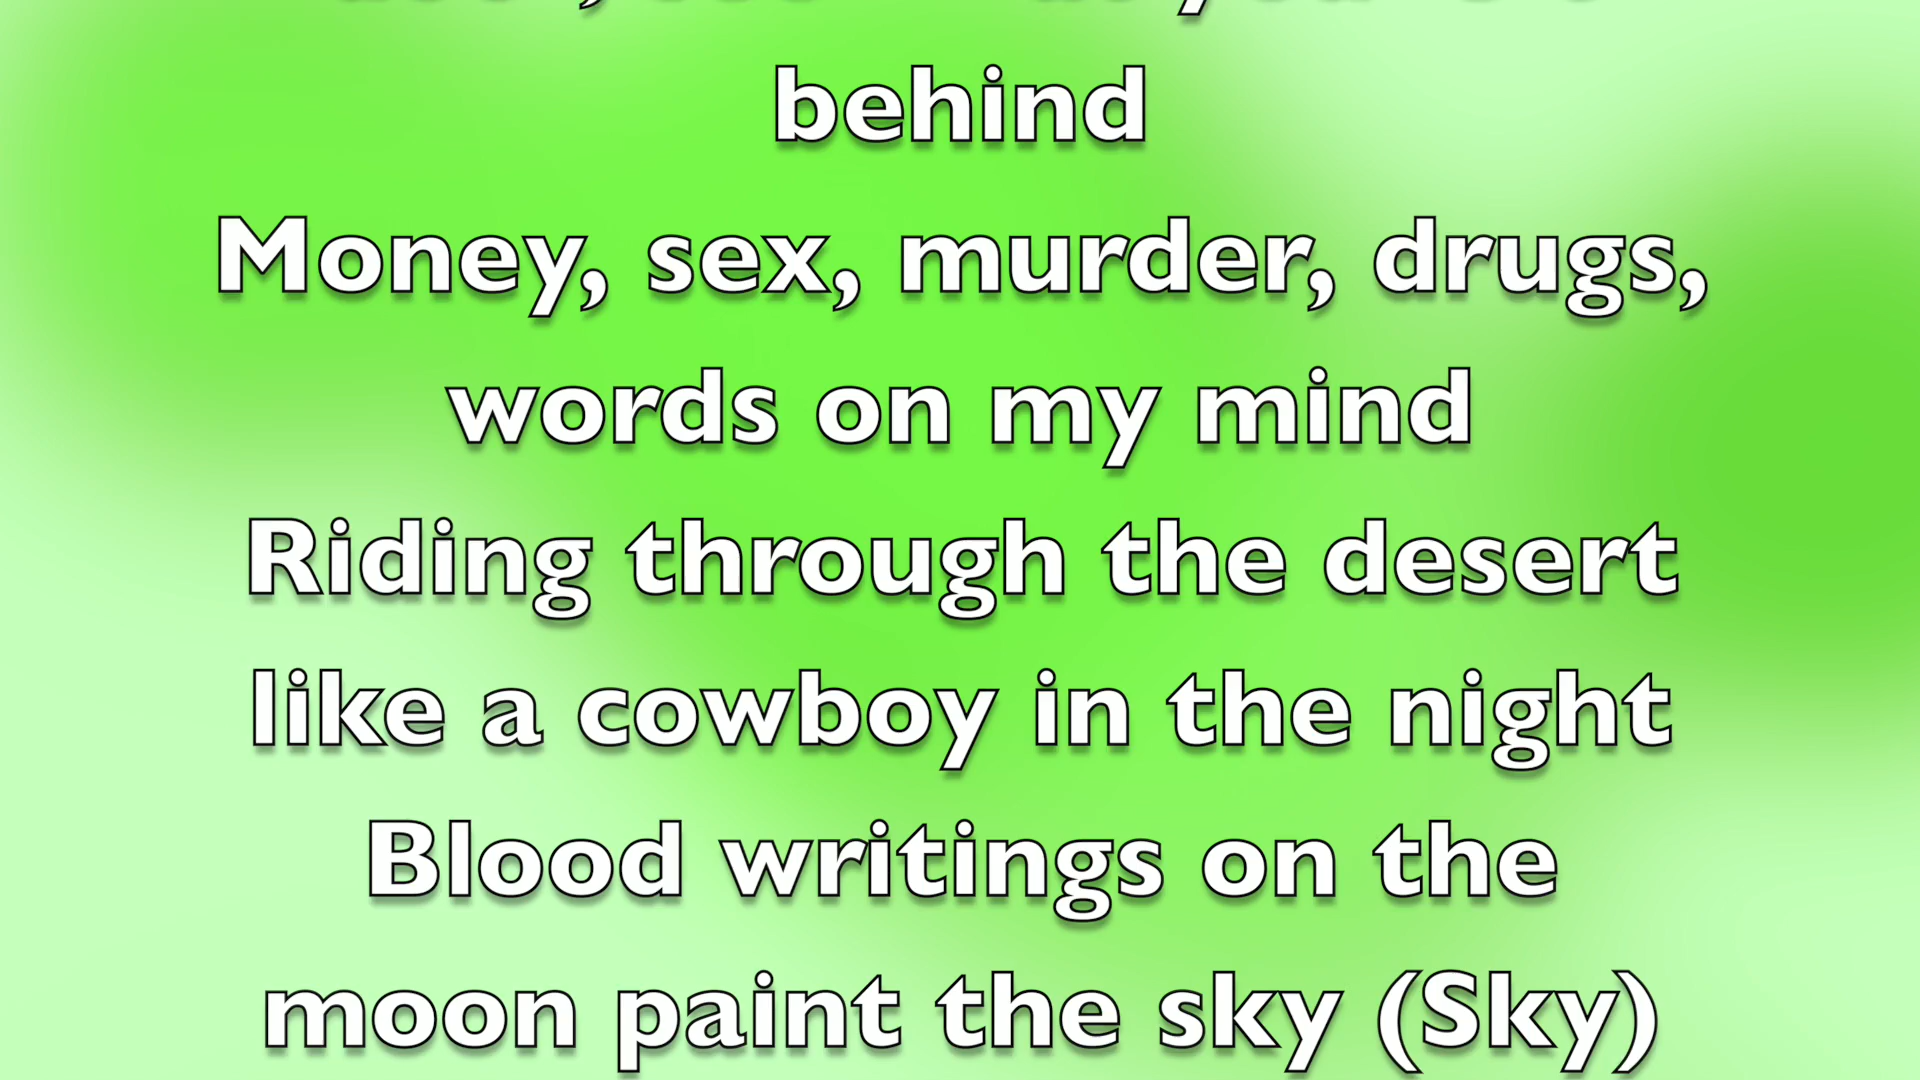 behind
Money, sex, murder, drugs,
words on my mind
Riding through the desert
like a cowboy in the night
Blood writings on the
moon paint the sky (Sky)